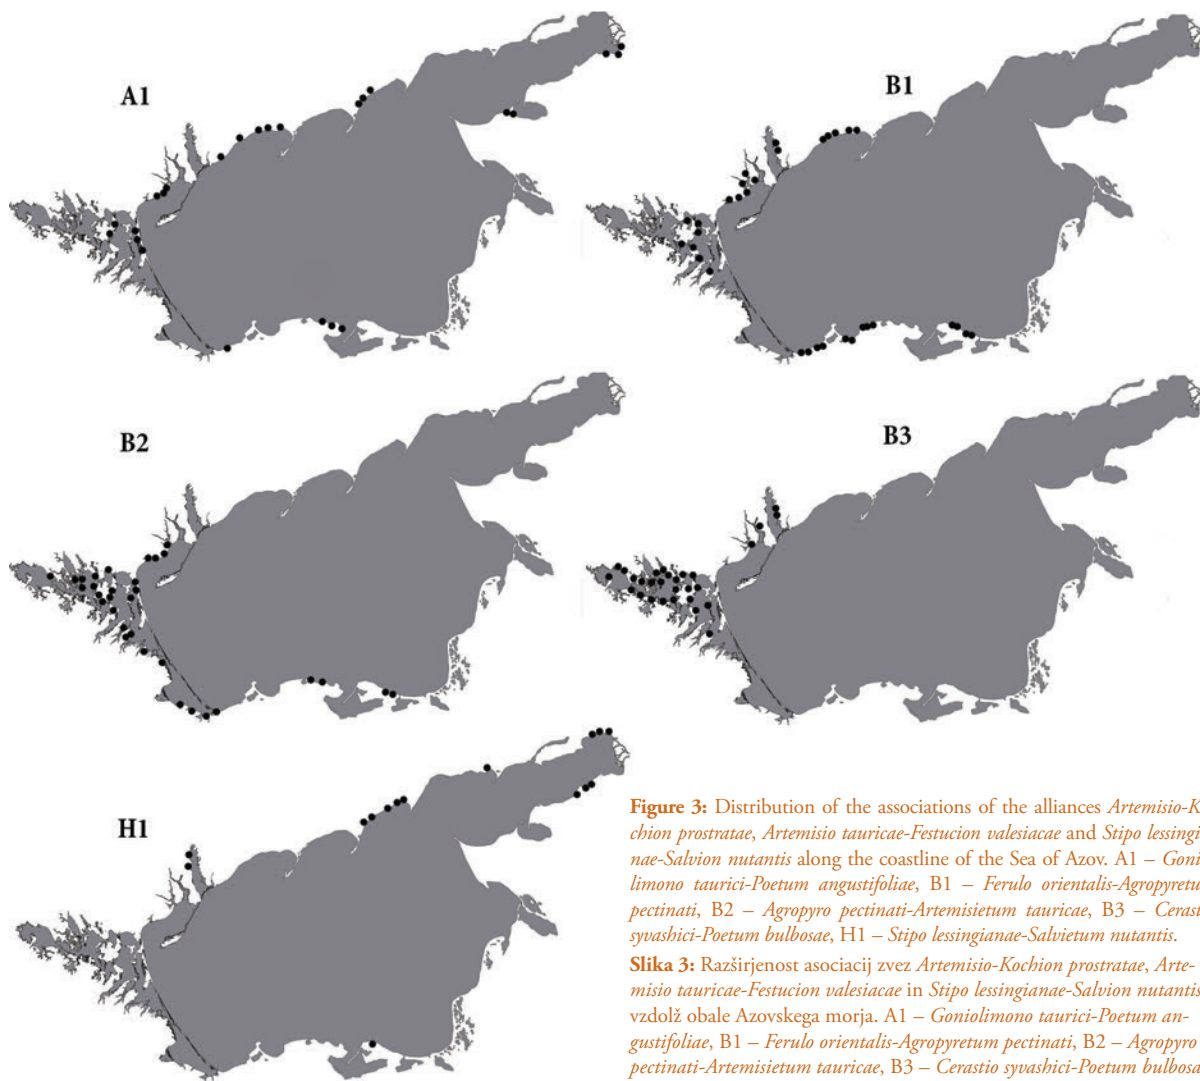 A1
B1
B2
B3
H1
Figure 3: Distribution of the associations of the alliances Artemisio-K
chion prostratae, Artemisio tauricae-Festucion valesiacae and Stipo lessingi
nae-Salvion nutantis along the coastline of the Sea of Azov. A1 – Goni
limono taurici-Poetum angustifoliae, B1 – Ferulo orientalis-Agropyretu
pectinati, B2 – Agropyro pectinati-Artemisietum tauricae, B3 – Cerast
syvashici-Poetum bulbosae, H1 – Stipo lessingianae-Salvietum nutantis.
Slika 3: Razširjenost asociacij zvez Artemisio-Kochion prostratae, Arte-
misio tauricae-Festucion valesiacae in Stipo lessingianae-Salvion nutantis
vzdolž obale Azovskega morja. A1 – Goniolimono taurici-Poetum an-
gustifoliae, B1 – Ferulo orientalis-Agropyretum pectinati, B2 – Agropyro
pectinati-Artemisietum tauricae, B3 – Cerastio syvashici-Poetum bulbosa